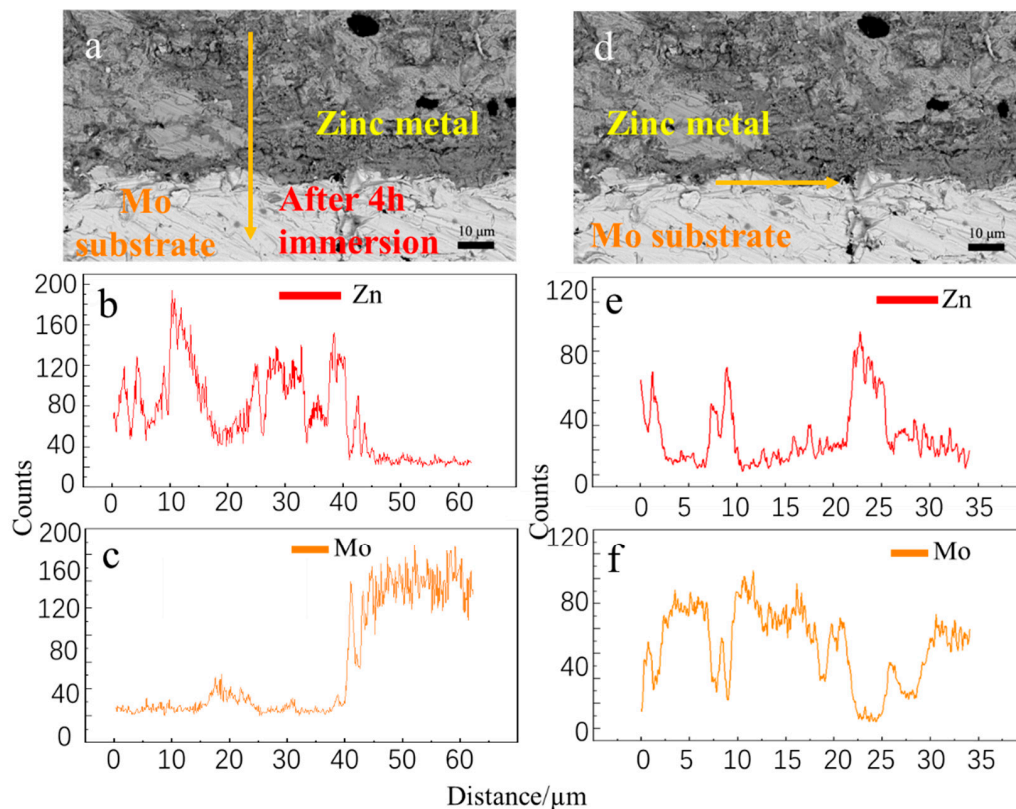 a
Zinc metal
Mo
substrate
After 4h
immersion
10 μm
d
Zinc metal
Mo substrate
10 μm
b
Zn
200
160
120
80
40
0
0 10 20 30 40 50 60
e
Zn
120
80
40
0
0 5 10 15 20 25 30 35
Counts
Counts
c
Mo
200
160
120
80
40
0
0 10 20 30 40 50 60
f
Mo
120
80
40
0
0 5 10 15 20 25 30 35
Distance/μm